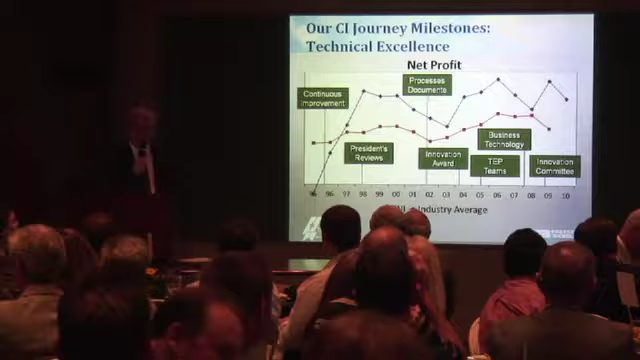 Our CI Journey Milestones:
Technical Excellence
Net Profit
Processes
Documente
Continuous
Improvement
Business
Technology
President's
Reviews
Innovation
Award
TEP
Teams
Innovation
Committee
96 97 98 99 00 01 02 03 04 05 06 07 08 09 10
Industry Average